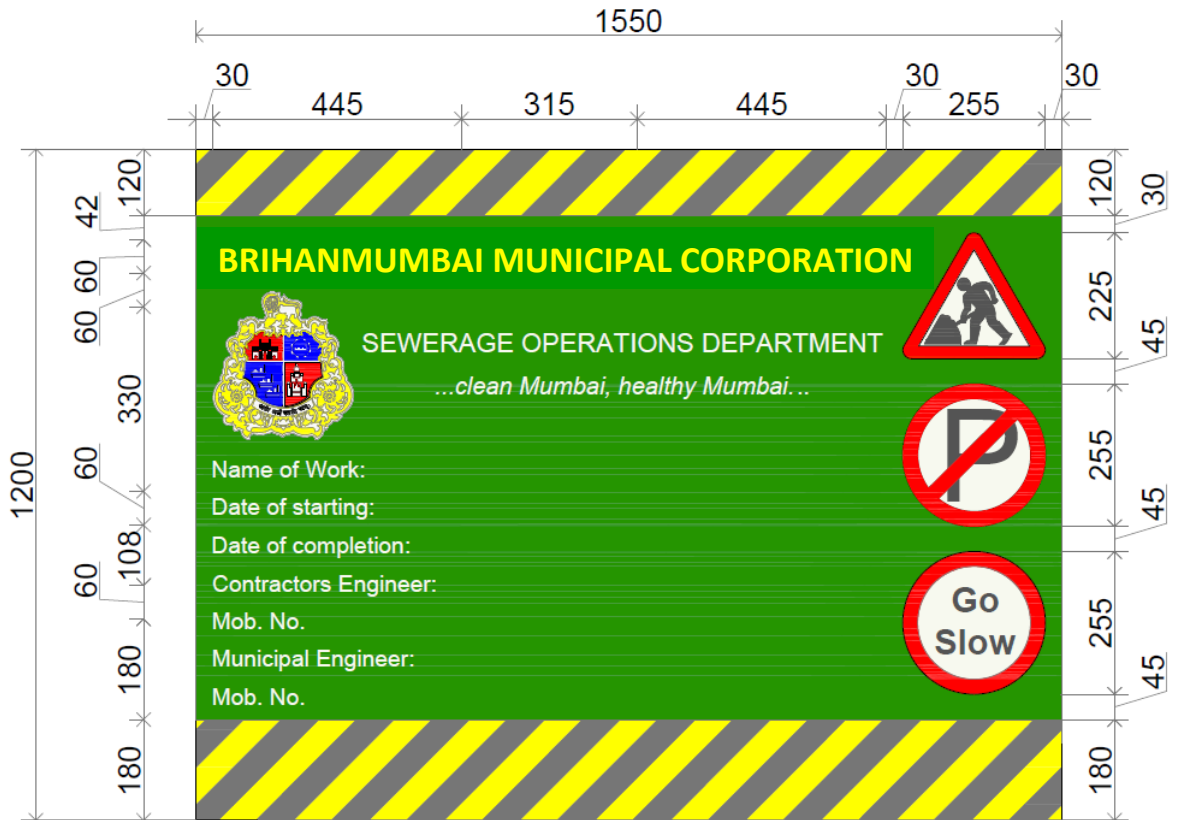 1550
30
30
30
445
315
445
255
120
42
60
60
330
60
108
60
180
180
1200
120
30
225
45
255
45
255
45
180
BRIHANMUMBAI MUNICIPAL CORPORATION
SEWERAGE OPERATIONS DEPARTMENT
...clean Mumbai, healthy Mumbai...
P
Name of Work:
Date of starting:
Date of completion:
Contractors Engineer:
Mob. No.
Municipal Engineer:
Mob. No.
Go
Slow